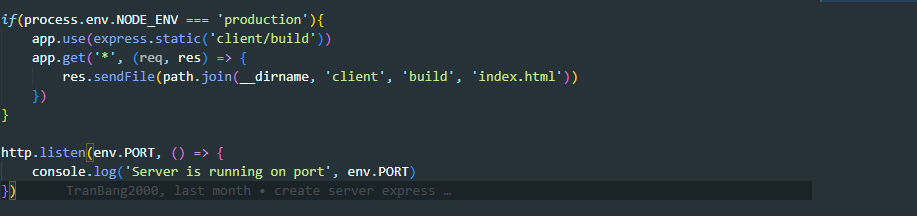 if(process.env.NODE_ENV === 'production'){
app.use(express.static('client/build'))
app.get('*', (req, res) => {
res.sendFile(path.join(__dirname, 'client', 'build', 'index.html'))
})
}
http.listen(env.PORT, () => {
console.log('Server is running on port', env.PORT)
}) TranBang2000, last month • create server express …